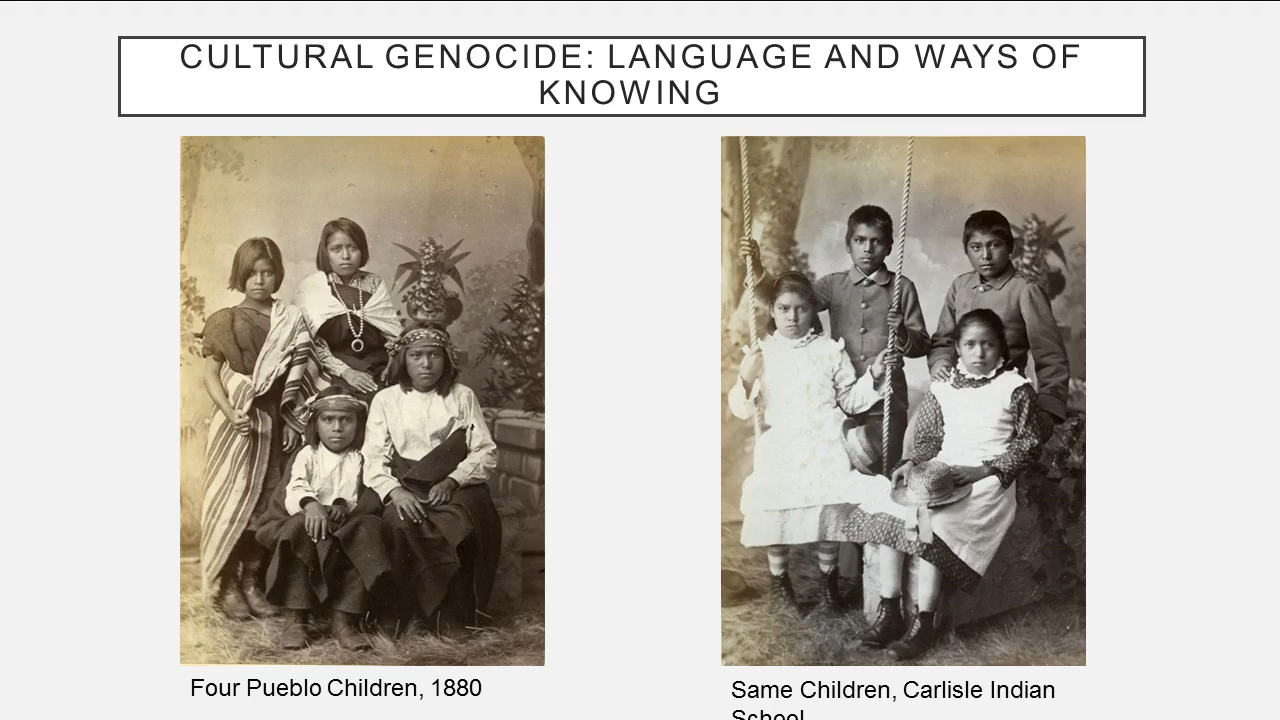 CULTURAL GENOCIDE: LANGUAGE AND WAYS OF
KNOWING
Four Pueblo Children, 1880
Same Children, Carlisle Indian
School